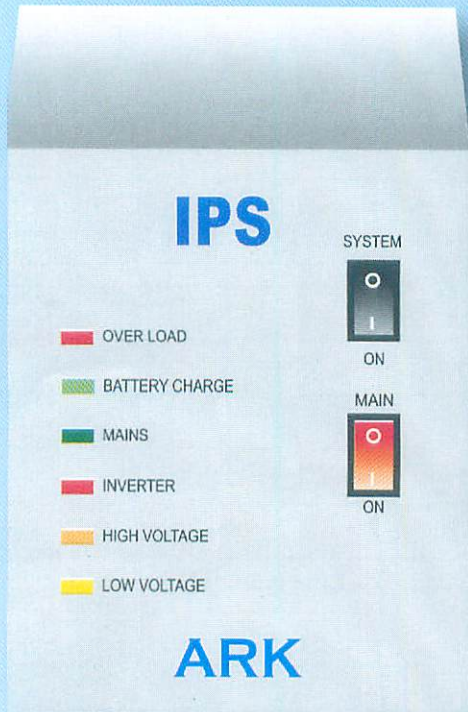 IPS
SYSTEM
O
I
ON
OVER LOAD
BATTERY CHARGE
MAIN
MAINS
O
I
INVERTER
ON
HIGH VOLTAGE
LOW VOLTAGE
ARK